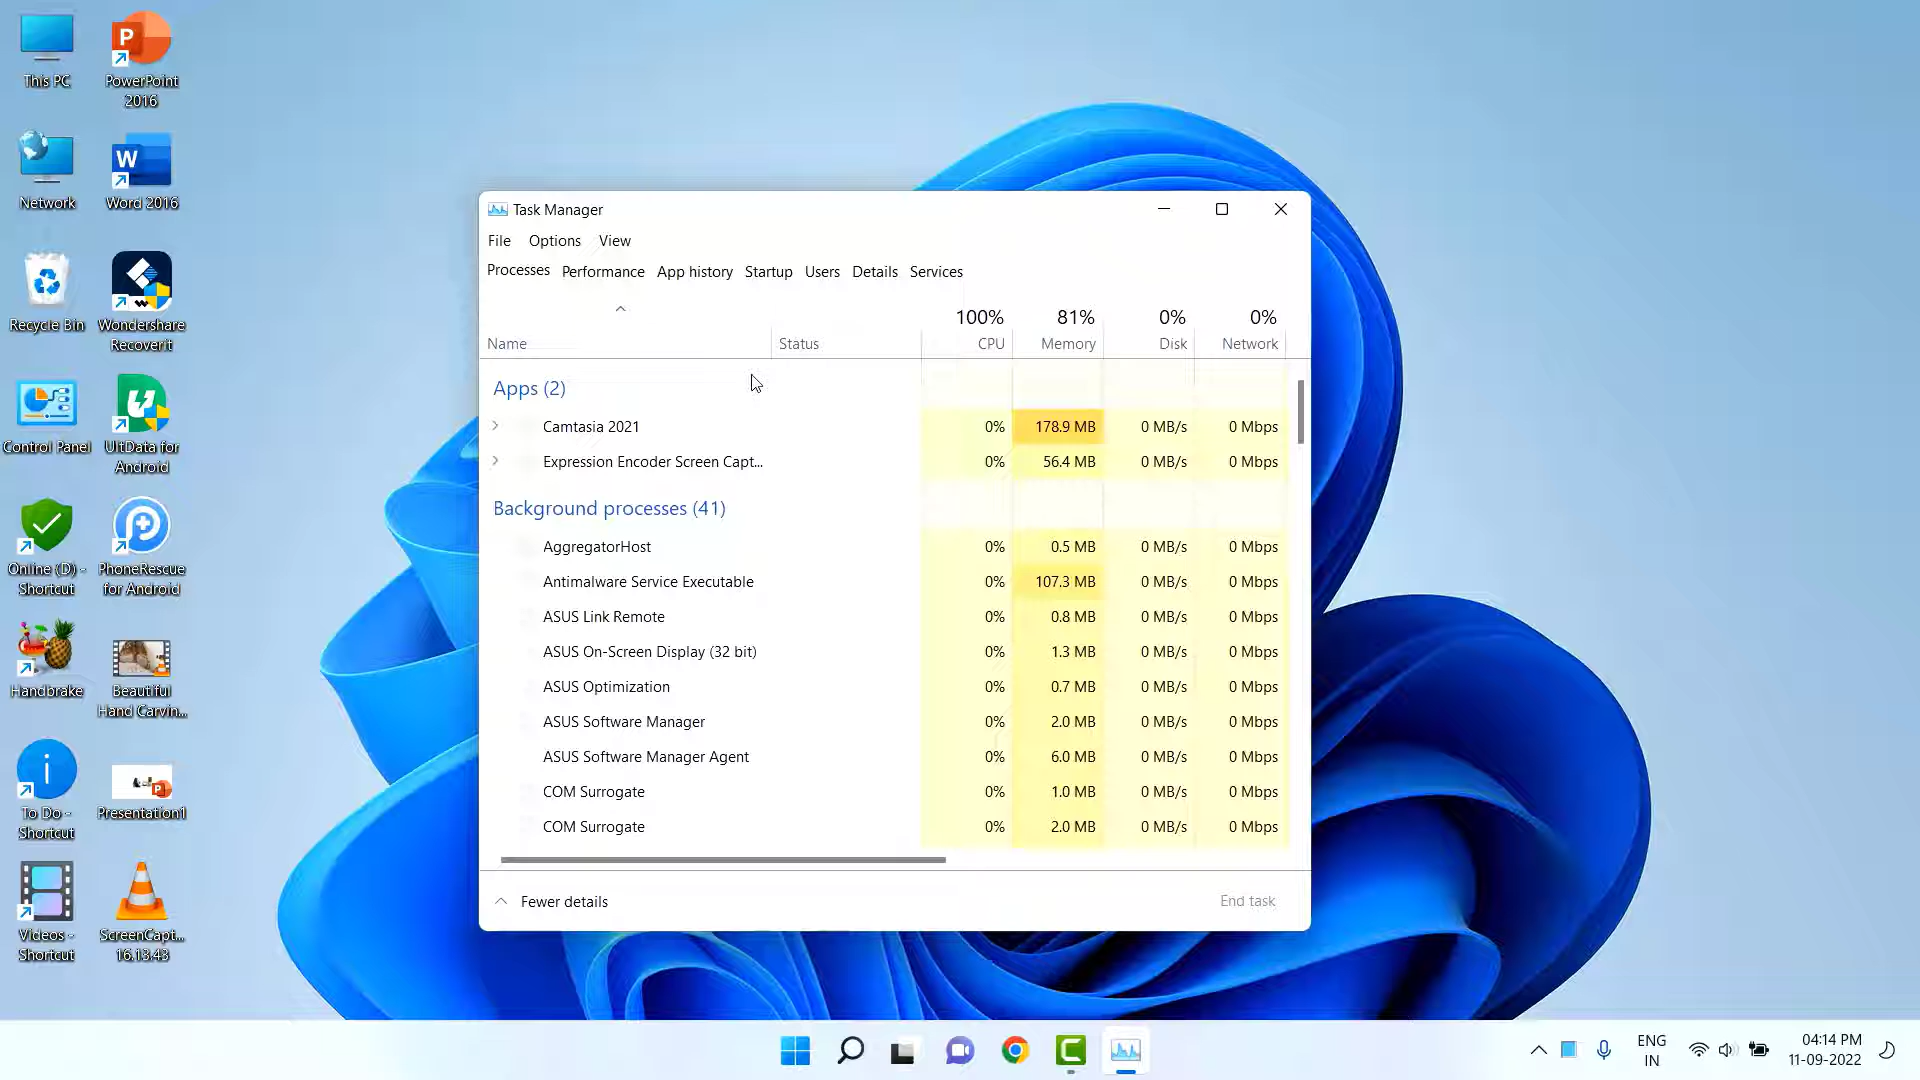 This PC
PowerPoint
2016
Network
Word 2016
Recycle Bin
Wondershare
Recoverit
Control Panel
UltData for
Android
Online (D) -
Shortcut
PhoneRescue
for Android
Handbrake
Beautiful
Hand Carvin...
To Do -
Shortcut
Presentation1
Videos -
Shortcut
ScreenCapt...
16.13.43
Task Manager
File Options View
Processes Performance App history Startup Users Details Services
100% 81% 0% 0%
Name Status CPU Memory Disk Network
Apps (2)
Camtasia 2021 0% 178.9 MB 0 MB/s 0 Mbps
Expression Encoder Screen Capt... 0% 56.4 MB 0 MB/s 0 Mbps
Background processes (41)
AggregatorHost 0% 0.5 MB 0 MB/s 0 Mbps
Antimalware Service Executable 0% 107.3 MB 0 MB/s 0 Mbps
ASUS Link Remote 0% 0.8 MB 0 MB/s 0 Mbps
ASUS On-Screen Display (32 bit) 0% 1.3 MB 0 MB/s 0 Mbps
ASUS Optimization 0% 0.7 MB 0 MB/s 0 Mbps
ASUS Software Manager 0% 2.0 MB 0 MB/s 0 Mbps
ASUS Software Manager Agent 0% 6.0 MB 0 MB/s 0 Mbps
COM Surrogate 0% 1.0 MB 0 MB/s 0 Mbps
COM Surrogate 0% 2.0 MB 0 MB/s 0 Mbps
Fewer details
End task
ENG
IN
04:14 PM
11-09-2022